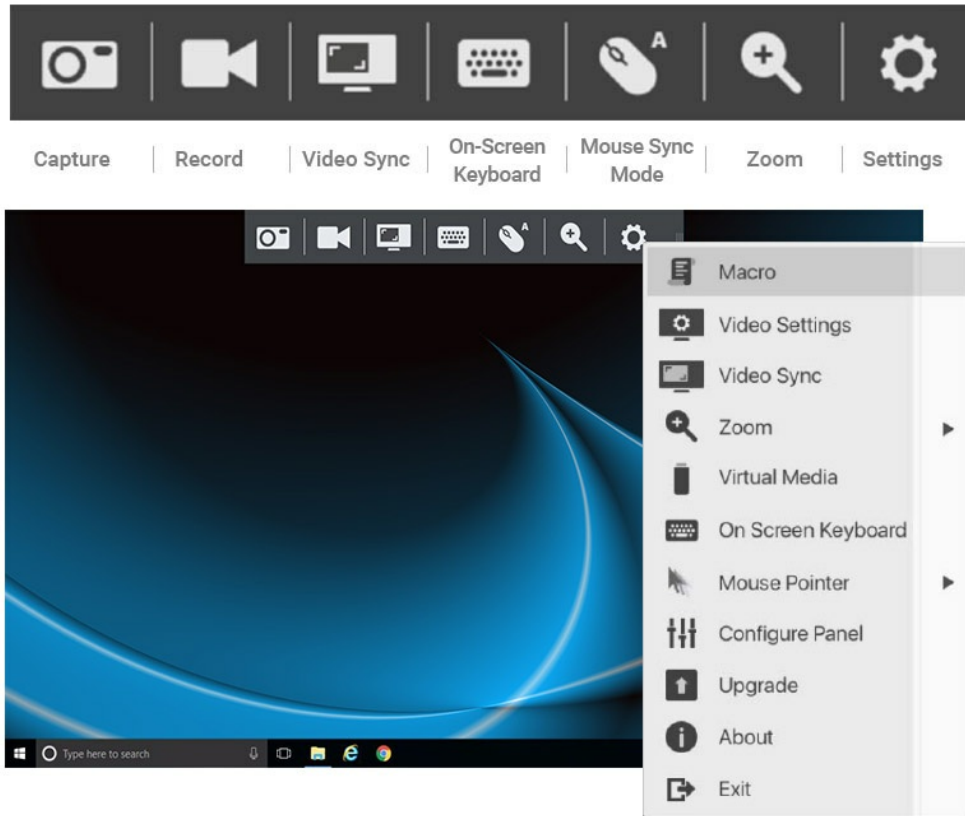 A
Capture
Record
Video Sync
On-Screen
Keyboard
Mouse Sync
Mode
Zoom
Settings
A
Macro
Video Settings
Video Sync
Zoom
Virtual Media
On Screen Keyboard
Mouse Pointer
Configure Panel
Upgrade
About
Exit
Type here to search